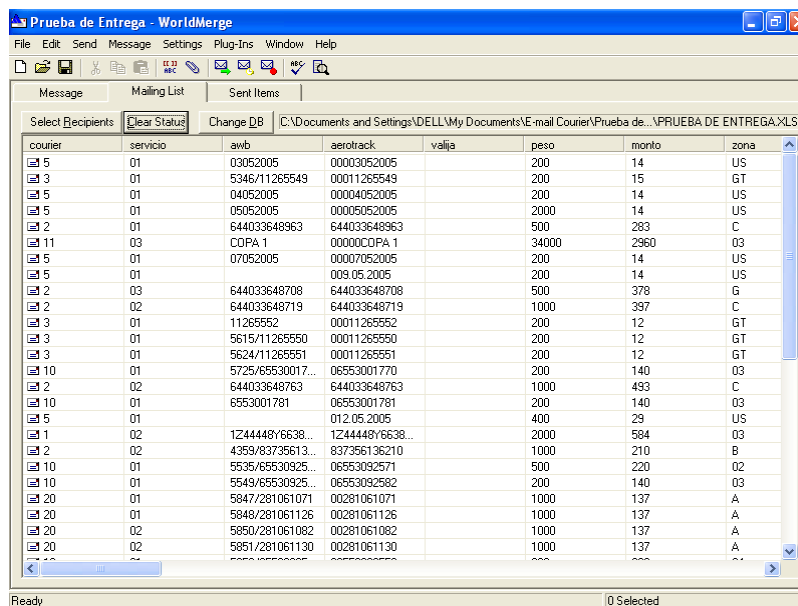 Prueba de Entrega - WorldMerge
File Edit Send Message Settings Plug-Ins Window Help
Message Mailing List Sent Items
Select Recipients Clear Status Change DB C:\Documents and Settings\DELL\My Documents\E-mail Courier\Prueba de...\PRUEBA DE ENTREGA.XLS
courier servicio awb aerotrack valija peso monto zona
5 01 03052005 00003052005 200 14 US
3 01 5346/11265549 00011265549 200 15 GT
5 01 04052005 00004052005 200 14 US
5 01 05052005 00005052005 2000 14 US
2 01 644033648963 644033648963 500 283 C
11 03 COPA 1 00000COPA 1 34000 2960 03
5 01 07052005 00007052005 200 14 US
5 01 009.05.2005 200 14 US
2 03 644033648708 644033648708 500 378 G
2 02 644033648719 644033648719 1000 397 C
3 01 11265552 00011265552 200 12 GT
3 01 5615/11265550 00011265550 200 12 GT
3 01 5624/11265551 00011265551 200 12 GT
10 01 5725/65530017... 06553001770 200 140 03
2 02 644033648763 644033648763 1000 493 C
10 01 6553001781 06553001781 200 140 03
5 01 012.05.2005 400 29 US
1 02 1Z44448Y6638... 1Z44448Y6638... 2000 584 03
2 02 4359/83735613... 837356136210 1000 210 B
10 01 5535/65530925... 06553092571 500 220 02
10 01 5549/65530925... 06553092582 200 140 03
20 01 5847/281061071 00281061071 1000 137 A
20 01 5848/281061126 00281061126 1000 137 A
20 02 5850/281061082 00281061082 1000 137 A
20 02 5851/281061130 00281061130 1000 137 A
Ready 0 Selected